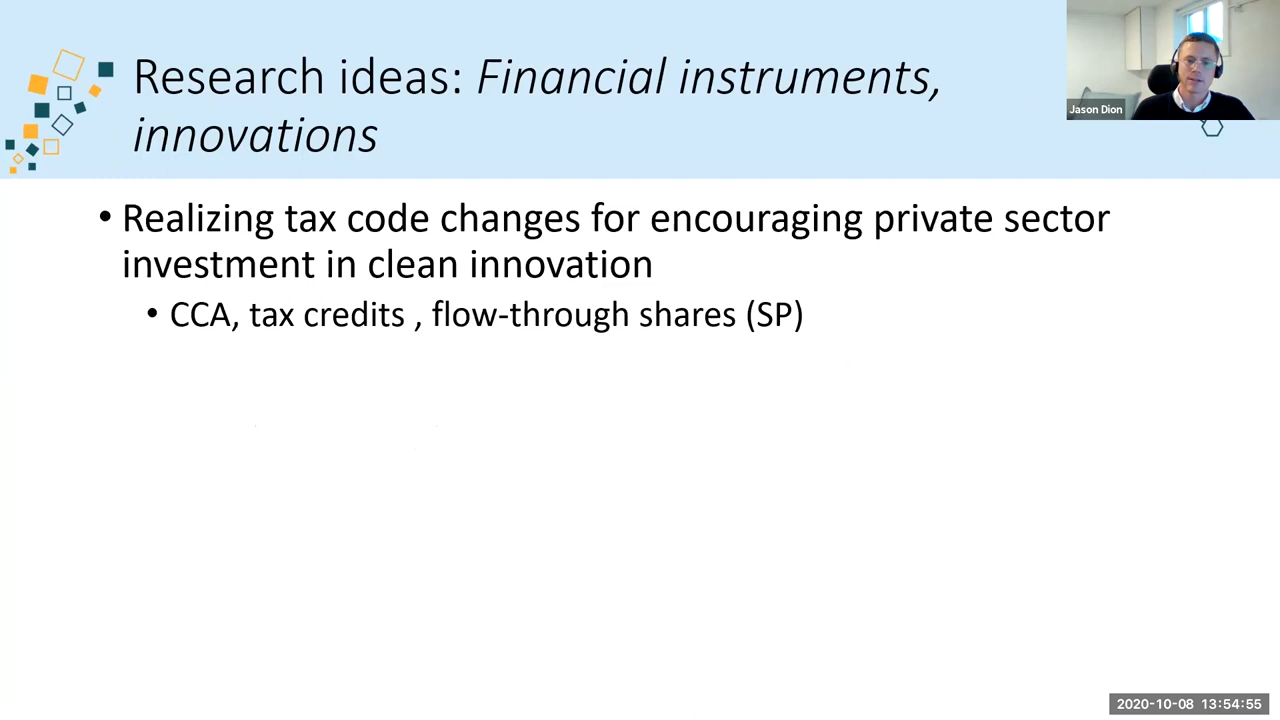 Research ideas: Financial instruments,
innovations
Jason Dion
• Realizing tax code changes for encouraging private sector
investment in clean innovation
• CCA, tax credits , flow-through shares (SP)
2020-10-08 13:54:55